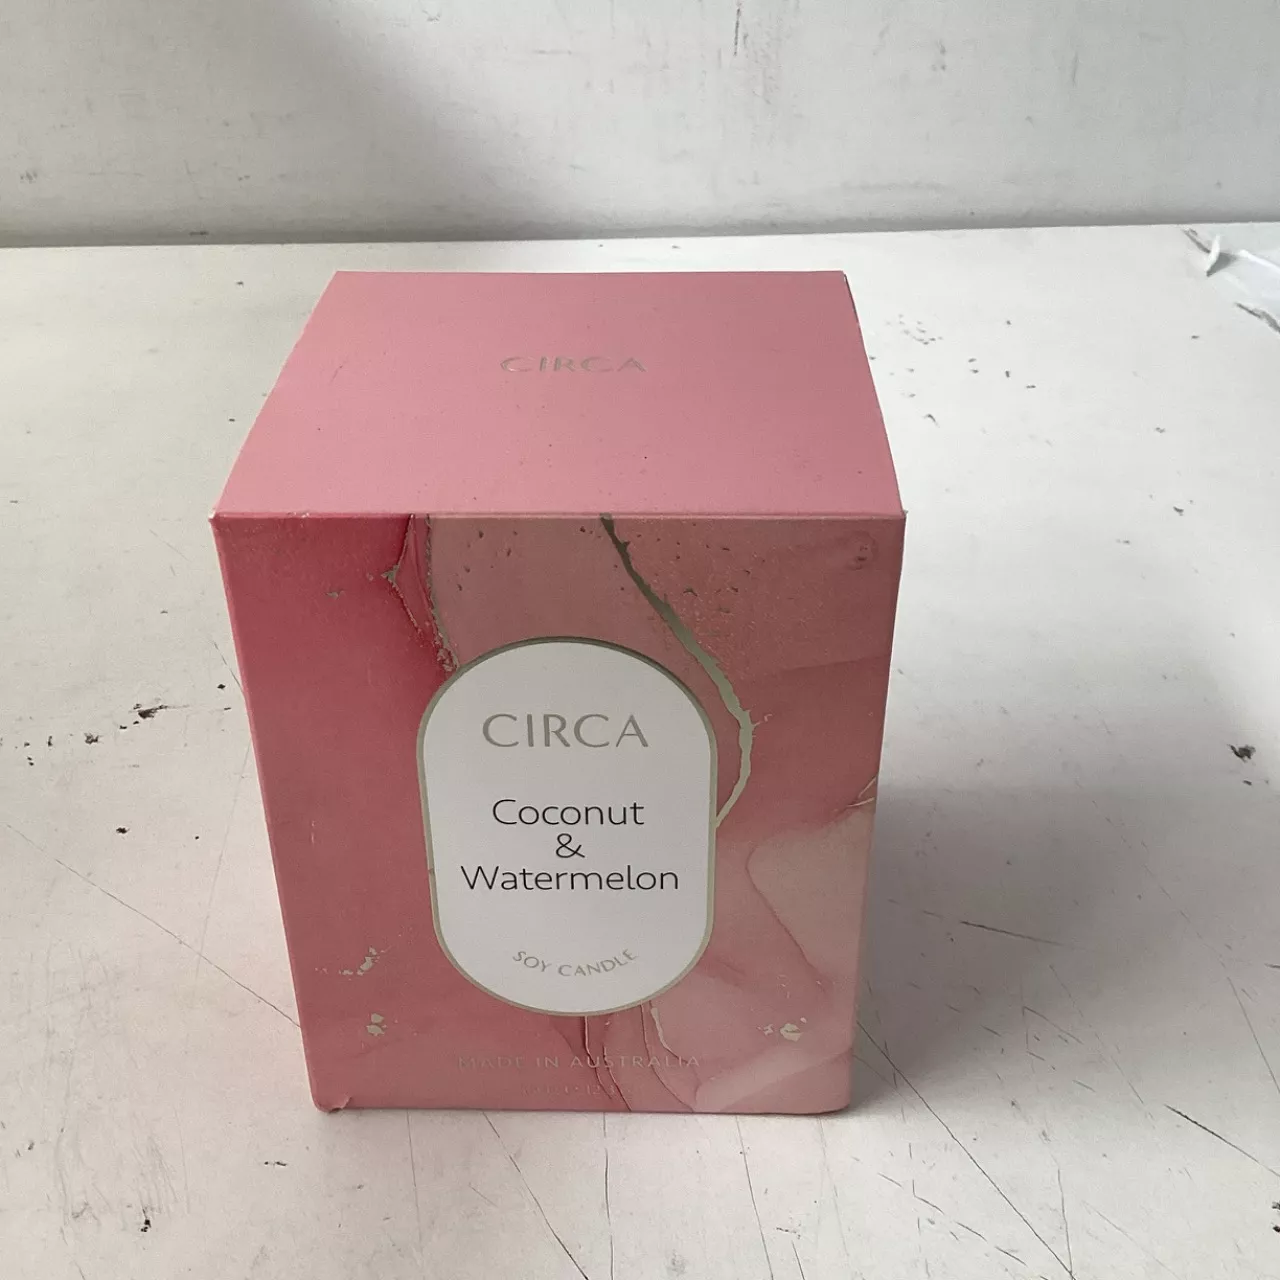 CIRCA
CIRCA
Coconut
&
Watermelon
SOY CANDLE
MADE IN AUSTRALIA